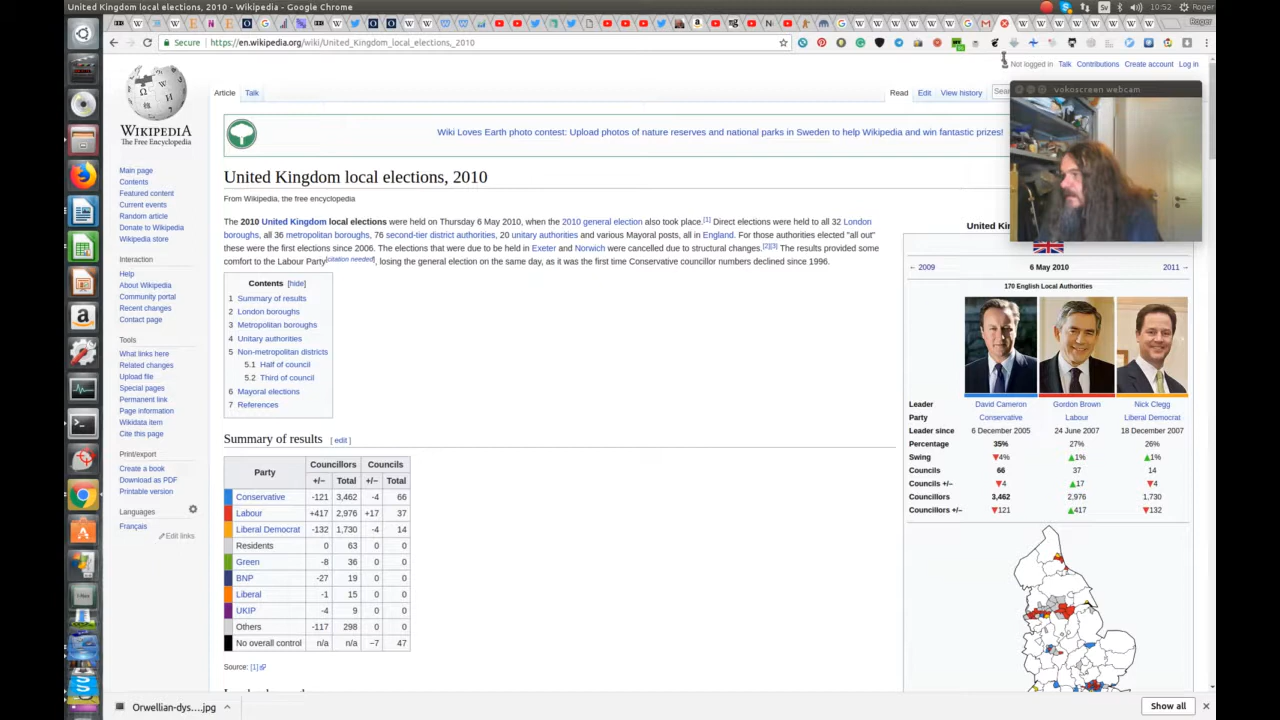 United Kingdom local elections, 2010 - Wikipedia - Google Chrome
Sv
10:52
Roger
Roger
Secure
https://en.wikipedia.org/wiki/United_Kingdom_local_elections,_2010
Not logged in Talk Contributions Create account Log in
Article Talk
Read Edit View history
vokoscreen webcam
WIKIPEDIA
The Free Encyclopedia
Main page
Contents
Featured content
Current events
Random article
Donate to Wikipedia
Wikipedia store
Interaction
Help
About Wikipedia
Community portal
Recent changes
Contact page
Tools
What links here
Related changes
Upload file
Special pages
Permanent link
Page information
Wikidata item
Cite this page
Print/export
Create a book
Download as PDF
Printable version
Languages
Français
Edit links
Wiki Loves Earth photo contest: Upload photos of nature reserves and national parks in Sweden to help Wikipedia and win fantastic prizes!
United Kingdom local elections, 2010
From Wikipedia, the free encyclopedia
The 2010 United Kingdom local elections were held on Thursday 6 May 2010, when the 2010 general election also took place.[1] Direct elections were held to all 32 London
boroughs, all 36 metropolitan boroughs, 76 second-tier district authorities, 20 unitary authorities and various Mayoral posts, all in England. For those authorities elected "all out"
these were the first elections since 2006. The elections that were due to be held in Exeter and Norwich were cancelled due to structural changes.[2][3] The results provided some
comfort to the Labour Party[citation needed], losing the general election on the same day, as it was the first time Conservative councillor numbers declined since 1996.
Contents [hide]
1 Summary of results
2 London boroughs
3 Metropolitan boroughs
4 Unitary authorities
5 Non-metropolitan districts
5.1 Half of council
5.2 Third of council
6 Mayoral elections
7 References
Summary of results [ edit ]
Party Councillors Councils
+/− Total +/− Total
Conservative -121 3,462 -4 66
Labour +417 2,976 +17 37
Liberal Democrat -132 1,730 -4 14
Residents 0 63 0 0
Green -8 36 0 0
BNP -27 19 0 0
Liberal -1 15 0 0
UKIP -4 9 0 0
Others -117 298 0 0
No overall control n/a n/a −7 47
Source: [1]
← 2009 6 May 2010 2011 →
170 English Local Authorities
Leader David Cameron Gordon Brown Nick Clegg
Party Conservative Labour Liberal Democrat
Leader since 6 December 2005 24 June 2007 18 December 2007
Percentage 35% 27% 26%
Swing ▼4% ▲1% ▲1%
Councils 66 37 14
Councils +/– ▼4 ▲17 ▼4
Councillors 3,462 2,976 1,730
Councillors +/– ▼121 ▲417 ▼132
Orwellian-dys....jpg
Show all